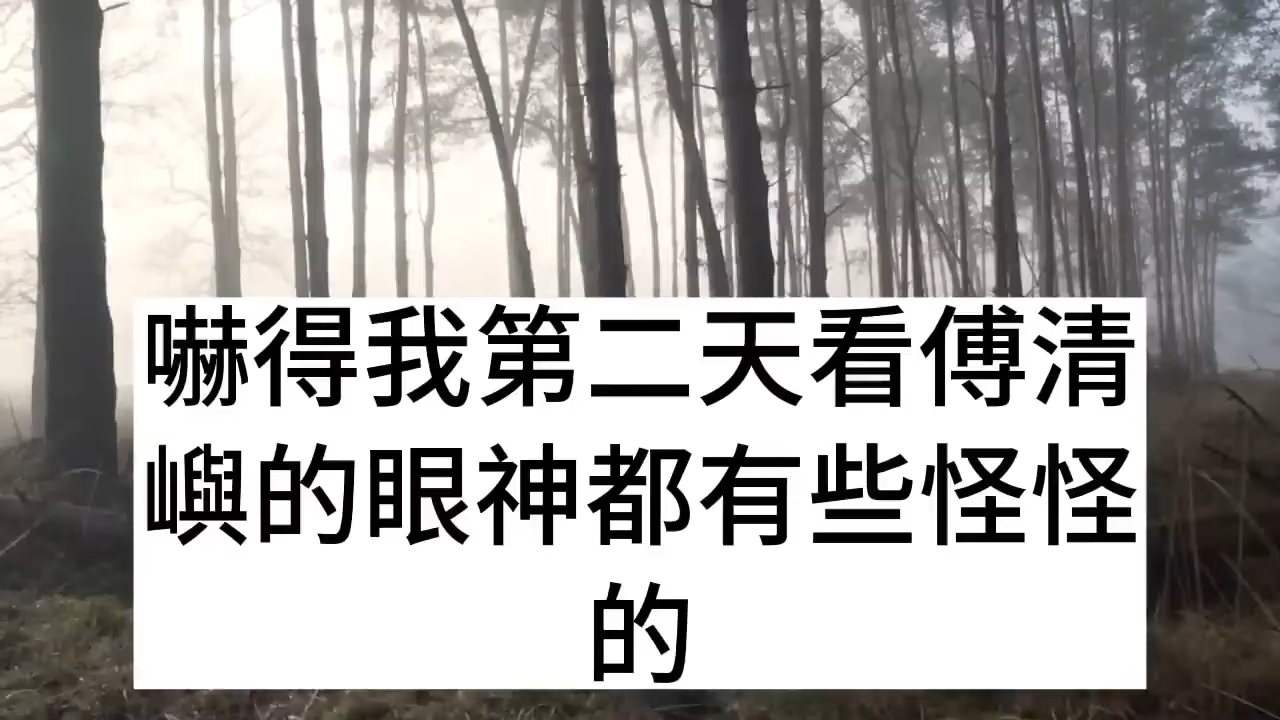 嚇得我第二天看傅清
嶼的眼神都有些怪怪
的